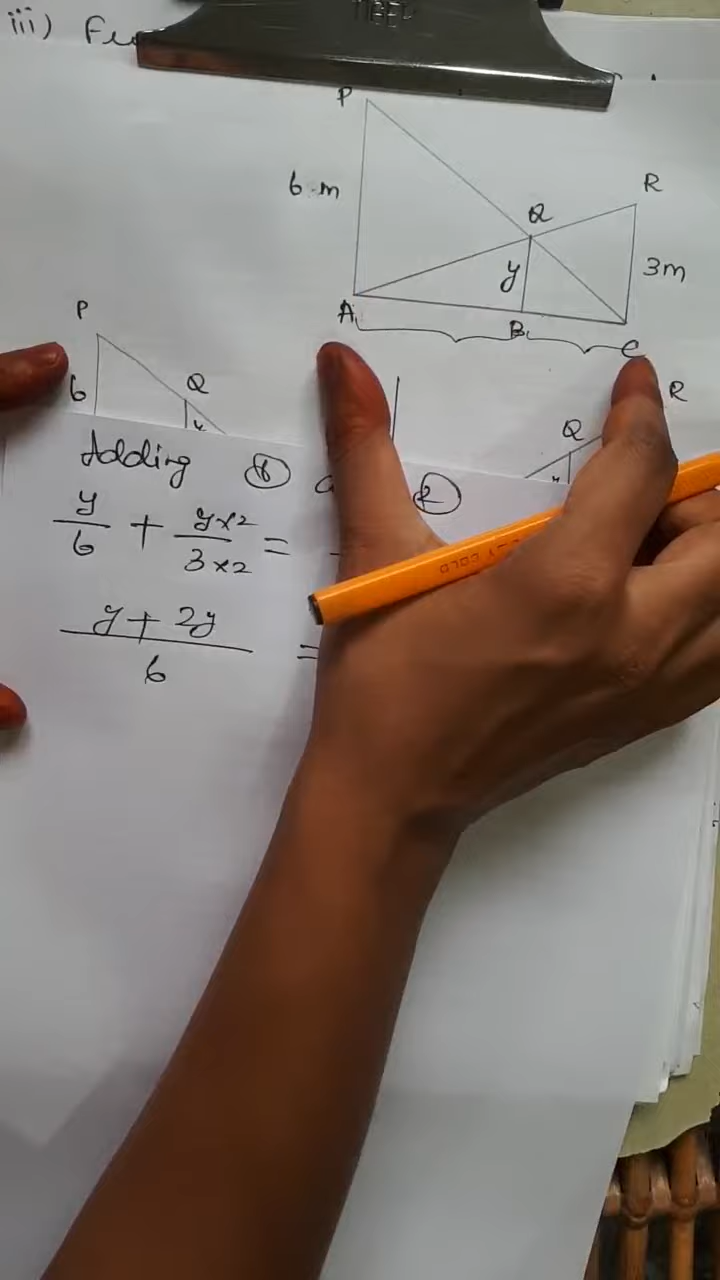 iii)
P
6 m
Q
R
y
3m
A
B
C
P
6
Q
Q
R
Adding
y/6 + y×2/3×2 =
y + 2y/6 =